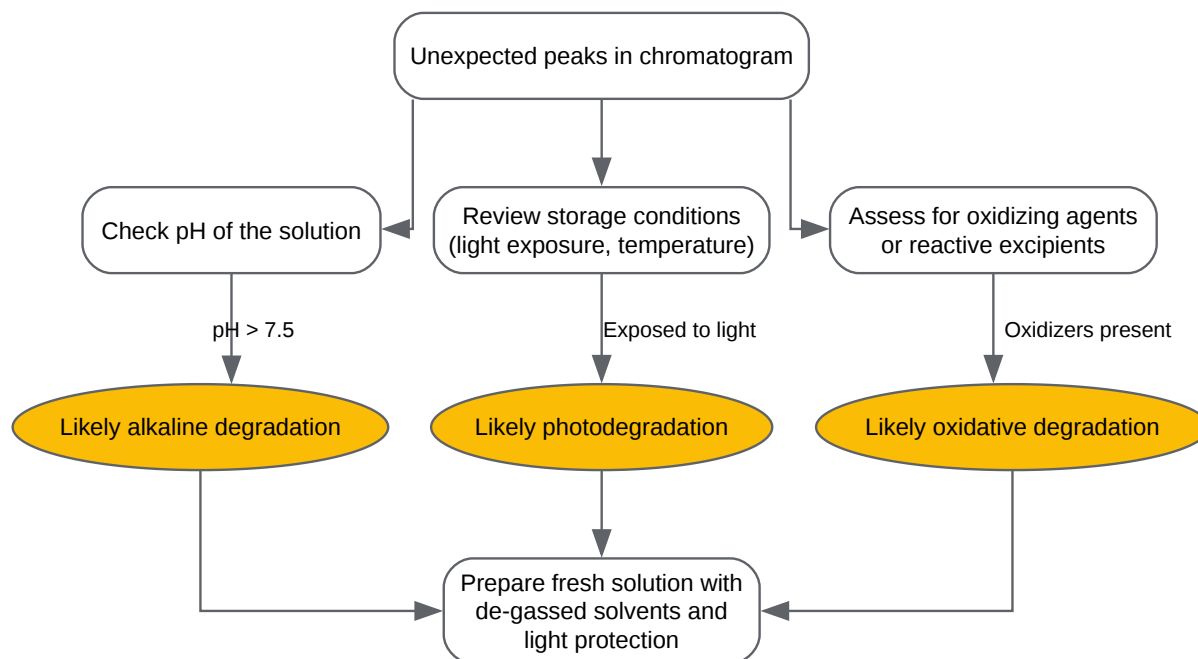 Unexpected peaks in chromatogram
Check pH of the solution
Review storage conditions
(light exposure, temperature)
Assess for oxidizing agents
or reactive excipients
pH > 7.5
Exposed to light
Oxidizers present
Likely alkaline degradation
Likely photodegradation
Likely oxidative degradation
Prepare fresh solution with
de-gassed solvents and
light protection